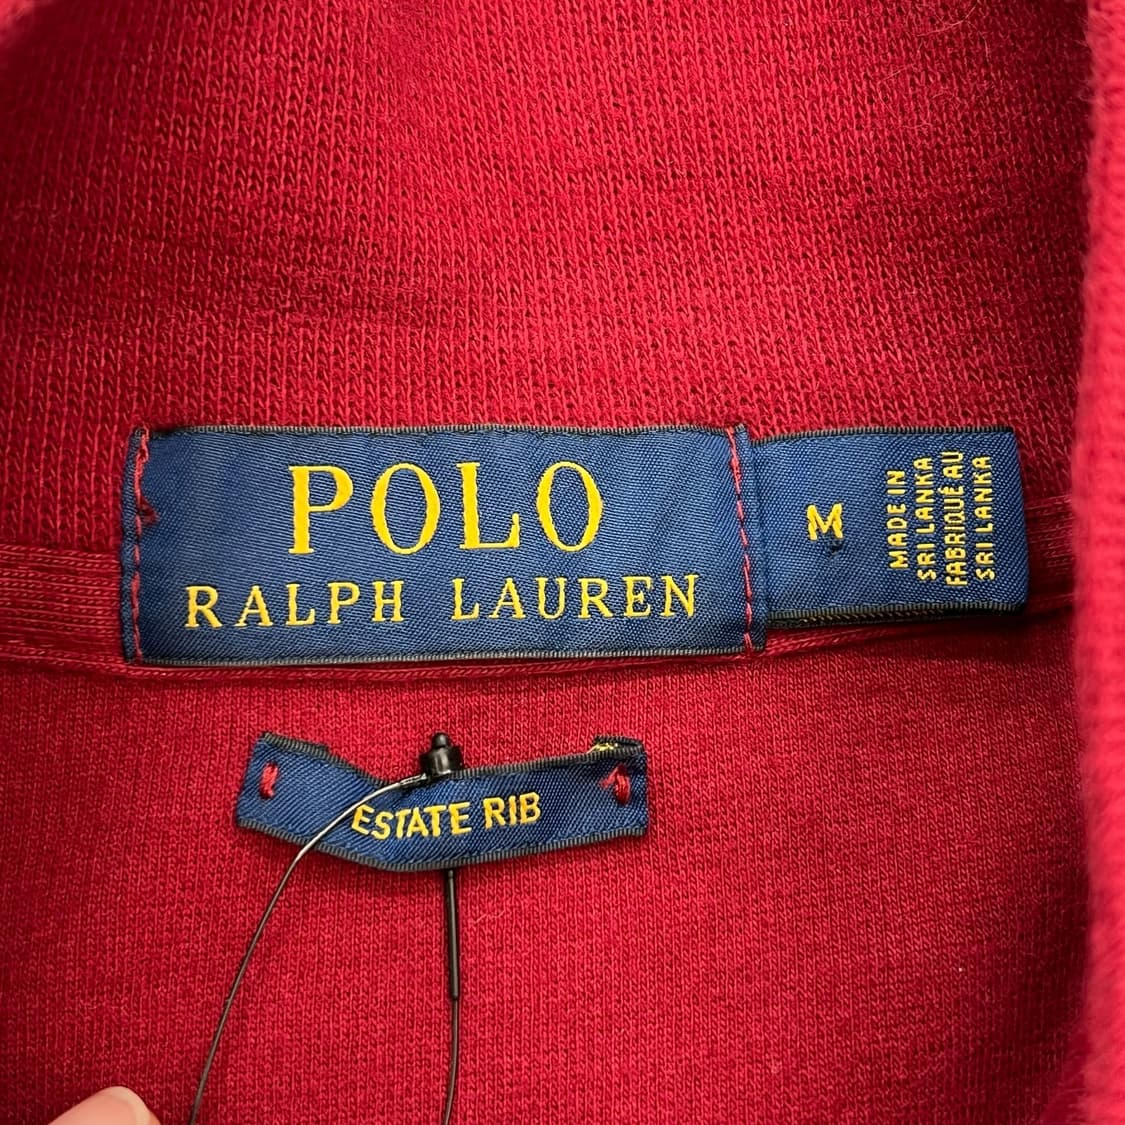 POLO
RALPH LAUREN
M
MADE IN
SRI LANKA
FABRIQUÉ AU
SRI LANKA
ESTATE RIB